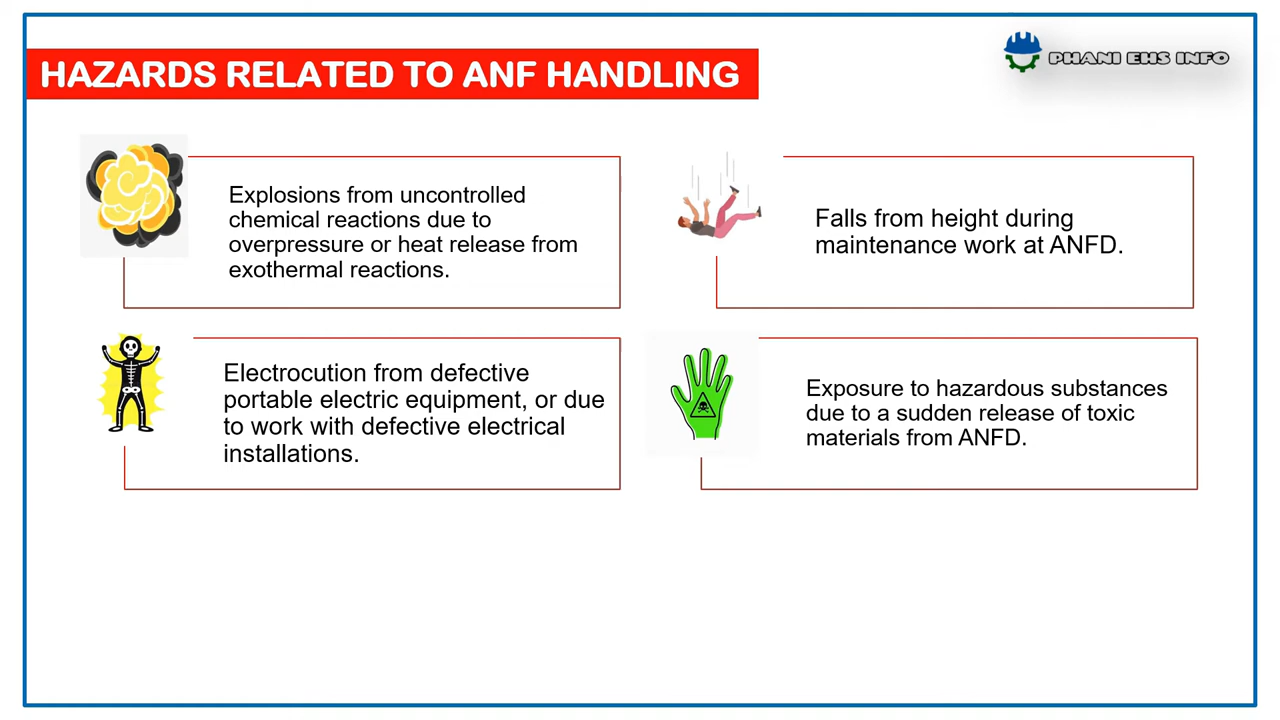 HAZARDS RELATED TO ANF HANDLING
PHANI EHS INFO
Explosions from uncontrolled
chemical reactions due to
overpressure or heat release from
exothermal reactions.
Falls from height during
maintenance work at ANFD.
Electrocution from defective
portable electric equipment, or due
to work with defective electrical
installations.
Exposure to hazardous substances
due to a sudden release of toxic
materials from ANFD.